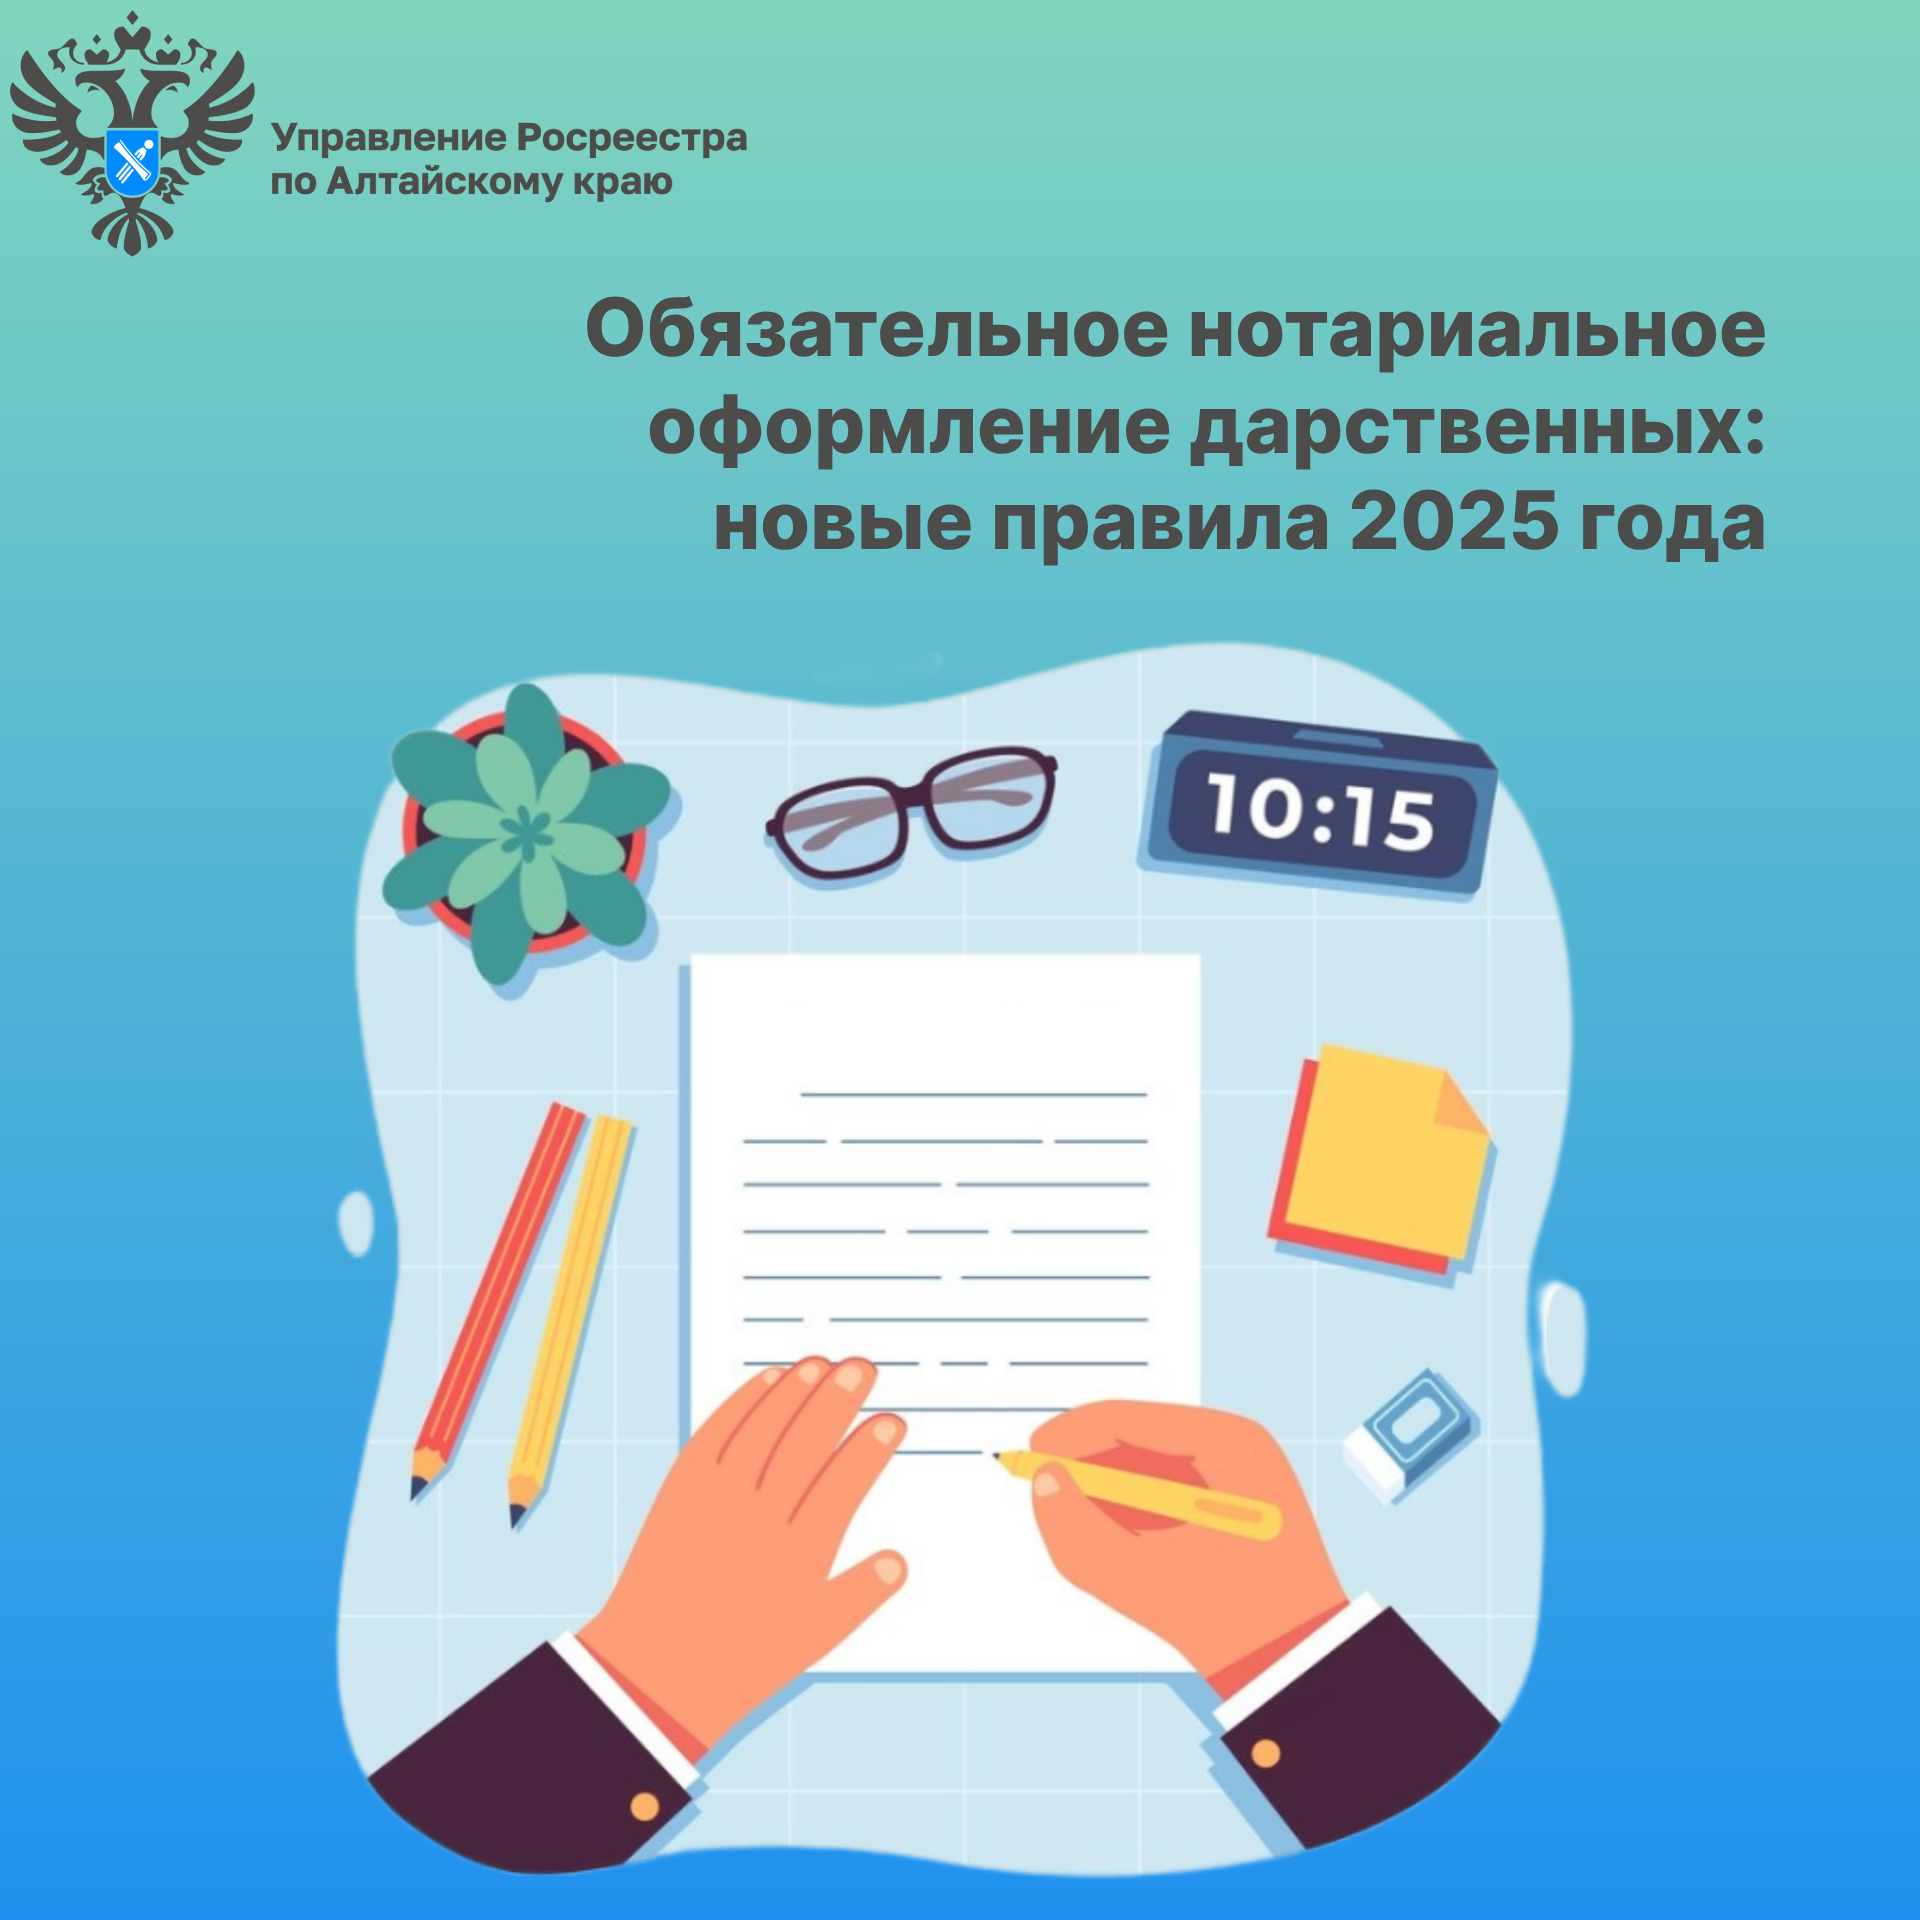 Управление Росреестра
по Алтайскому краю
Обязательное нотариальное
оформление дарственных:
новые правила 2025 года
10:15